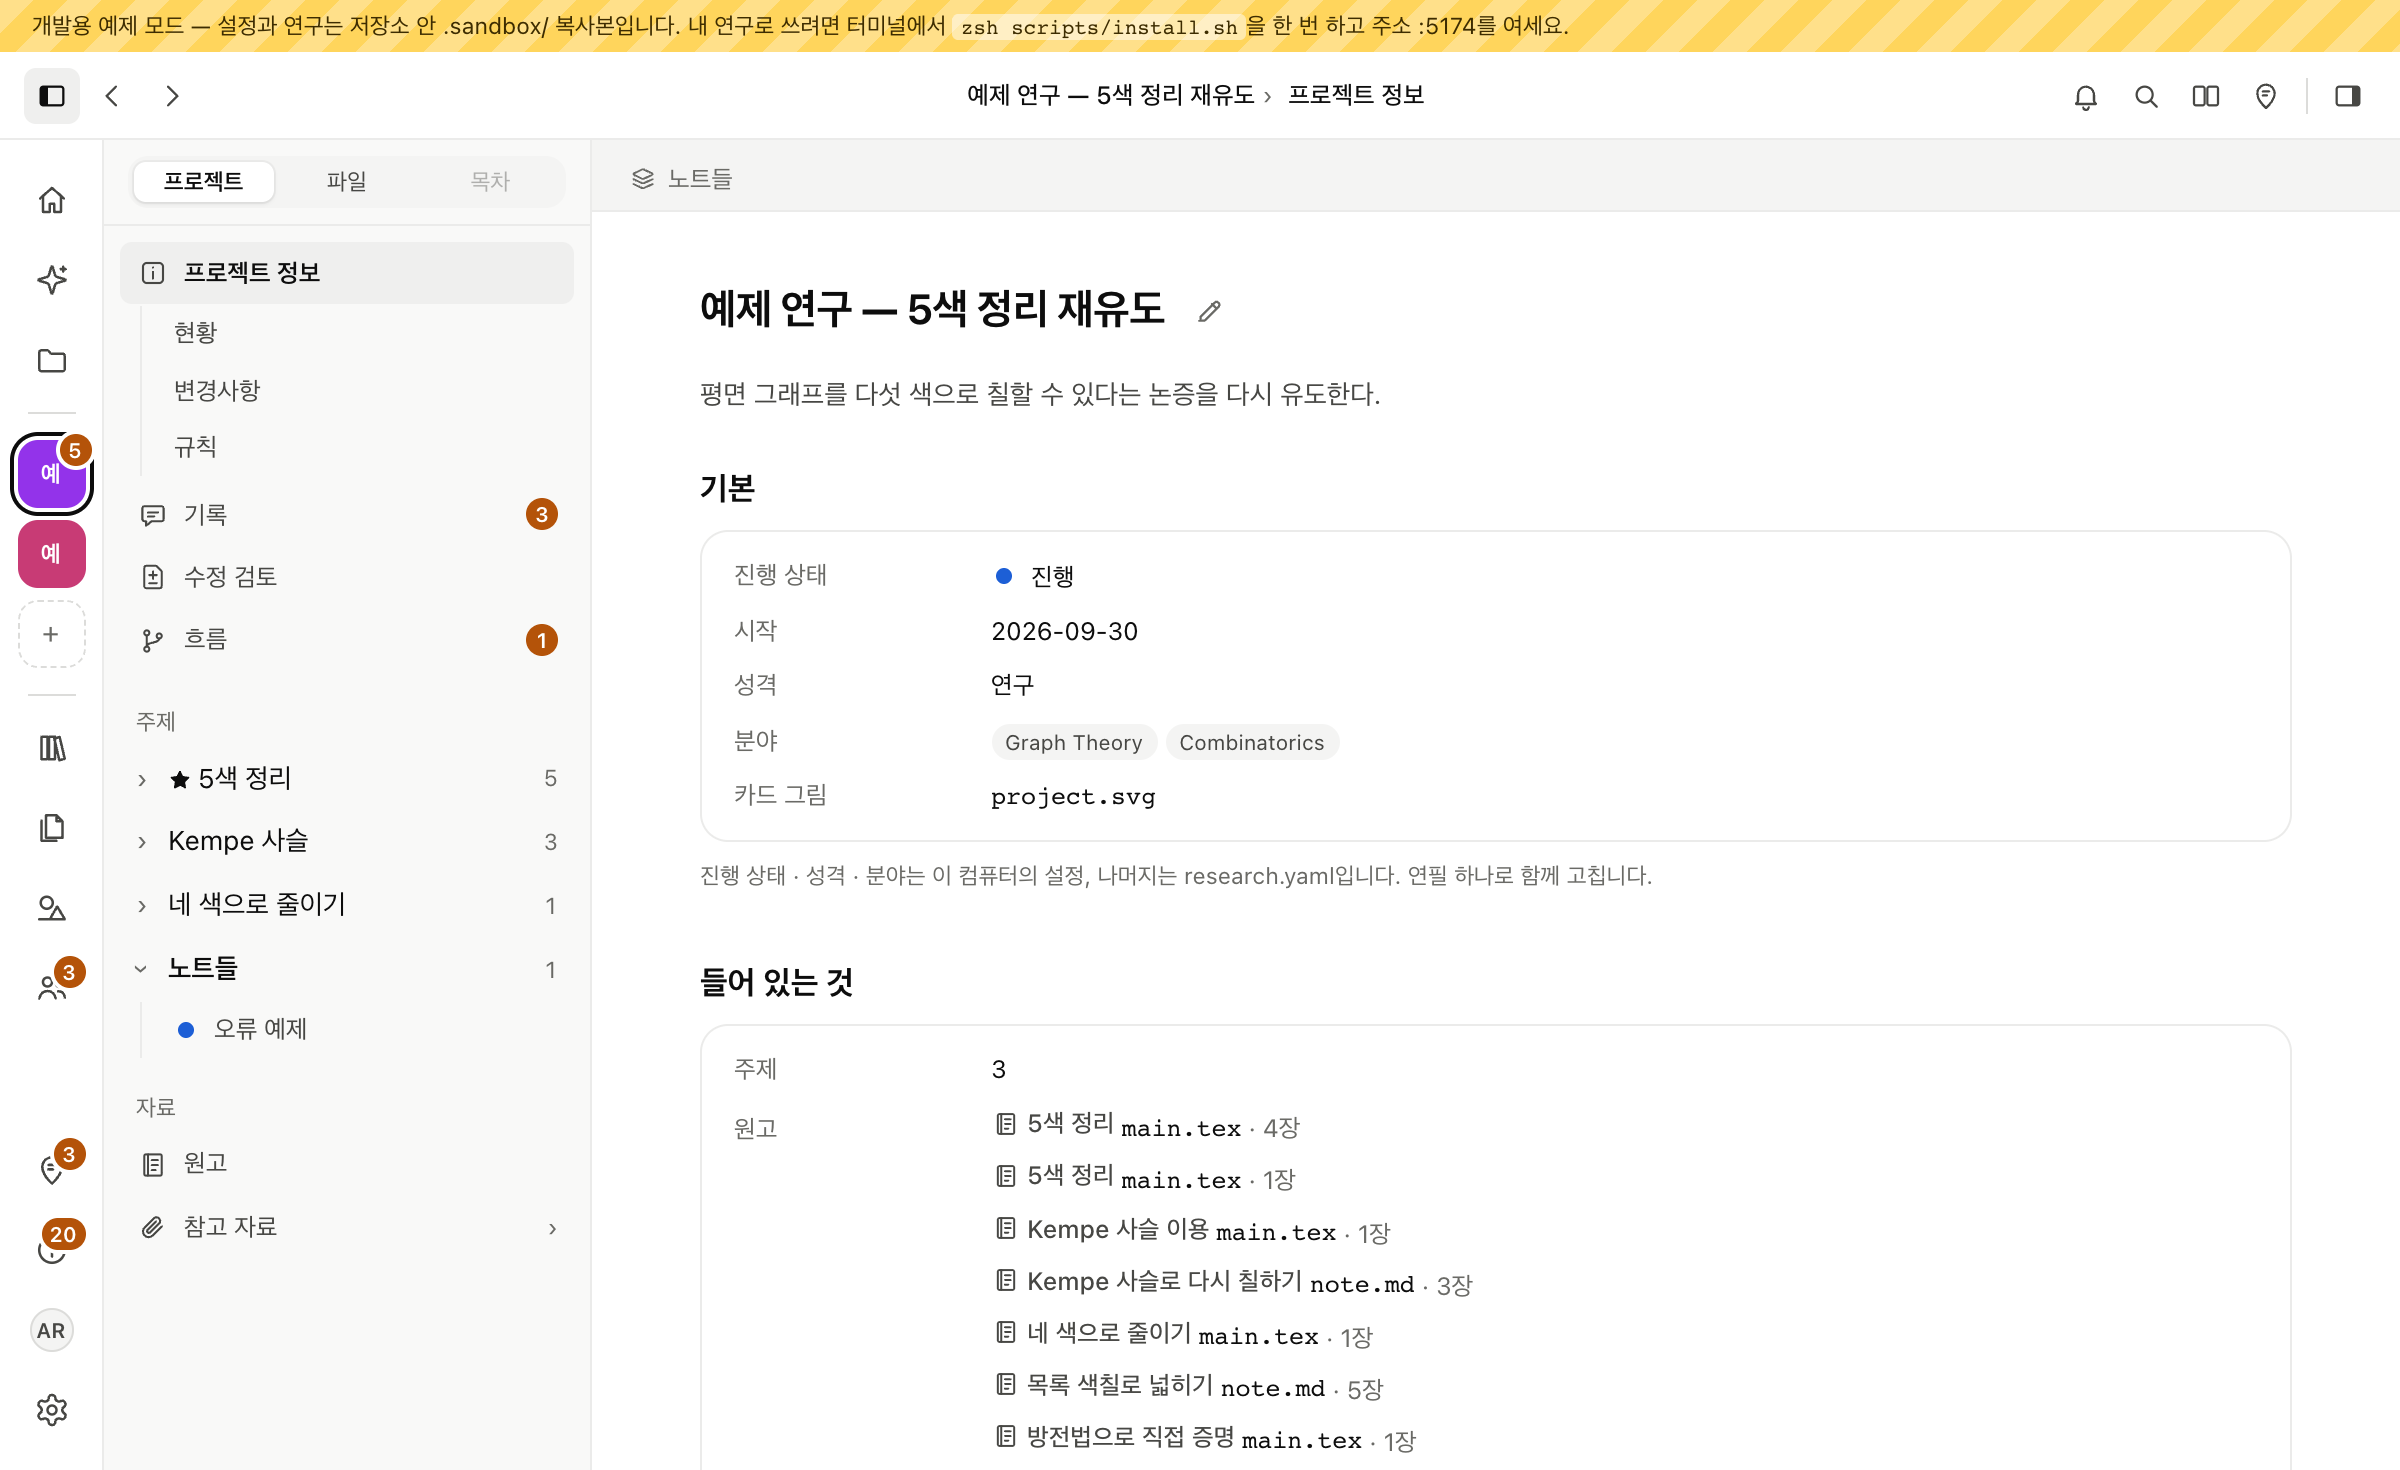 개발용 예제 모드 — 설정과 연구는 저장소 안 .sandbox/ 복사본입니다. 내 연구로 쓰려면 터미널에서 zsh scripts/install.sh을 한 번 하고 주소 :5174를 여세요.
예제 연구 — 5색 정리 재유도 › 프로젝트 정보
프로젝트 파일 목차
노트들
프로젝트 정보
현황
변경사항
규칙
기록 3
수정 검토
흐름 1
주제
› ★ 5색 정리 5
› Kempe 사슬 3
› 네 색으로 줄이기 1
노트들 1
오류 예제
자료
원고
참고 자료 ›
5
예
예
+
3
3
20
AR
예제 연구 — 5색 정리 재유도
평면 그래프를 다섯 색으로 칠할 수 있다는 논증을 다시 유도한다.
기본
진행 상태 진행
시작 2026-09-30
성격 연구
분야 Graph Theory Combinatorics
카드 그림 project.svg
진행 상태 · 성격 · 분야는 이 컴퓨터의 설정, 나머지는 research.yaml입니다. 연필 하나로 함께 고칩니다.
들어 있는 것
주제 3
원고 5색 정리 main.tex · 4장
5색 정리 main.tex · 1장
Kempe 사슬 이용 main.tex · 1장
Kempe 사슬로 다시 칠하기 note.md · 3장
네 색으로 줄이기 main.tex · 1장
목록 색칠로 넓히기 note.md · 5장
방전법으로 직접 증명 main.tex · 1장